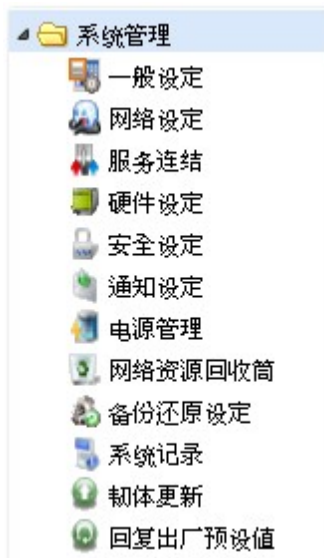 系统管理
一般设定
网络设定
服务连结
硬件设定
安全设定
通知设定
电源管理
网络资源回收筒
备份还原设定
系统记录
韧体更新
回复出厂预设值